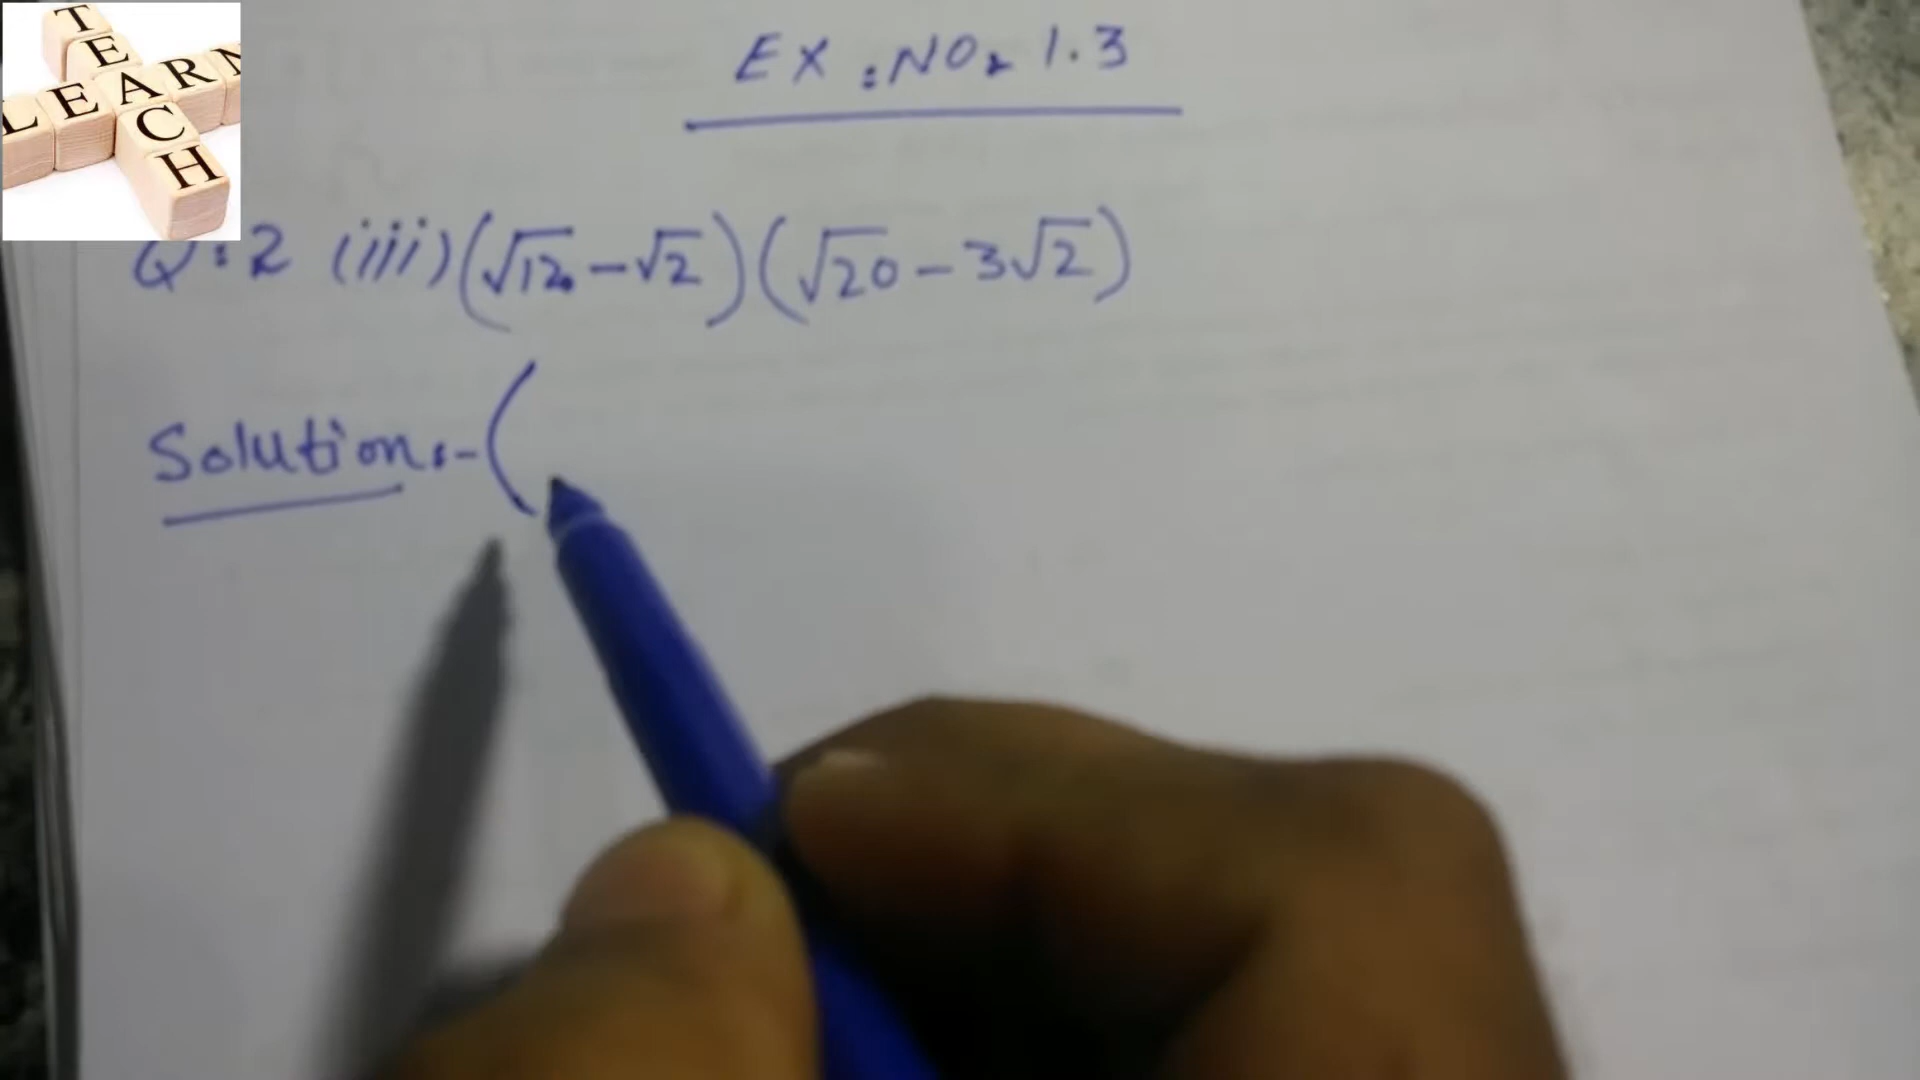 TEACH
LEARN
EX: NO. 1.3
Q:2 (iii) (√12 - √2) (√20 - 3√2)
Solution:- (